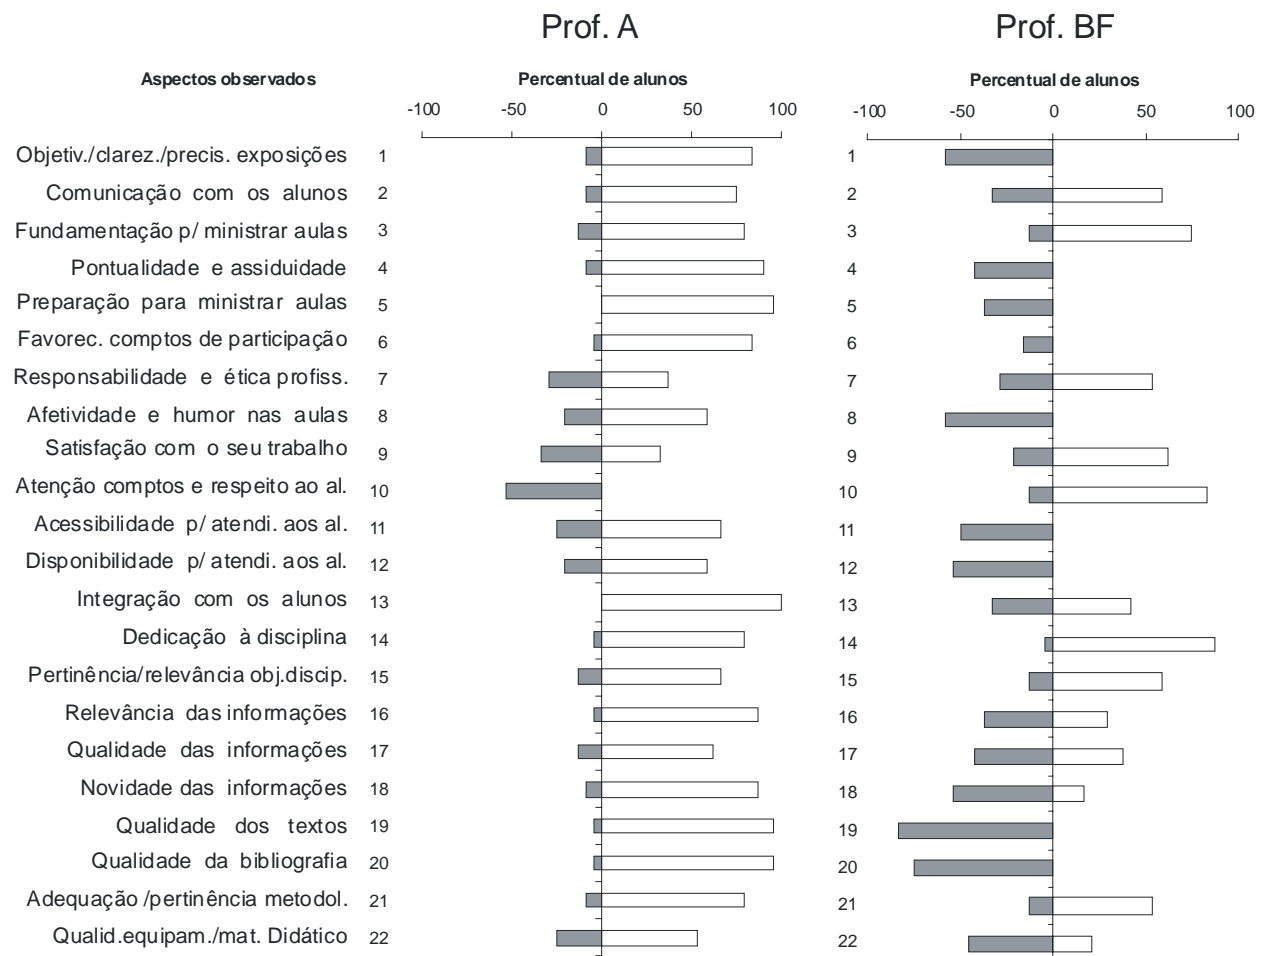 Prof. A Prof. BF
Aspectos observados Percentual de alunos Percentual de alunos
-100 -50 0 50 100 -100 -50 0 50 100
Objetiv./clarez./precis. exposições 1 1
Comunicação com os alunos 2 2
Fundamentação p/ ministrar aulas 3 3
Pontualidade e assiduidade 4 4
Preparação para ministrar aulas 5 5
Favorec. comptos de participação 6 6
Responsabilidade e ética profiss. 7 7
Afetividade e humor nas aulas 8 8
Satisfação com o seu trabalho 9 9
Atenção comptos e respeito ao al. 10 10
Acessibilidade p/ atendi. aos al. 11 11
Disponibilidade p/ atendi. aos al. 12 12
Integração com os alunos 13 13
Dedicação à disciplina 14 14
Pertinência/relevância obj.discip. 15 15
Relevância das informações 16 16
Qualidade das informações 17 17
Novidade das informações 18 18
Qualidade dos textos 19 19
Qualidade da bibliografia 20 20
Adequação /pertinência metodol. 21 21
Qualid.equipam./mat. Didático 22 22